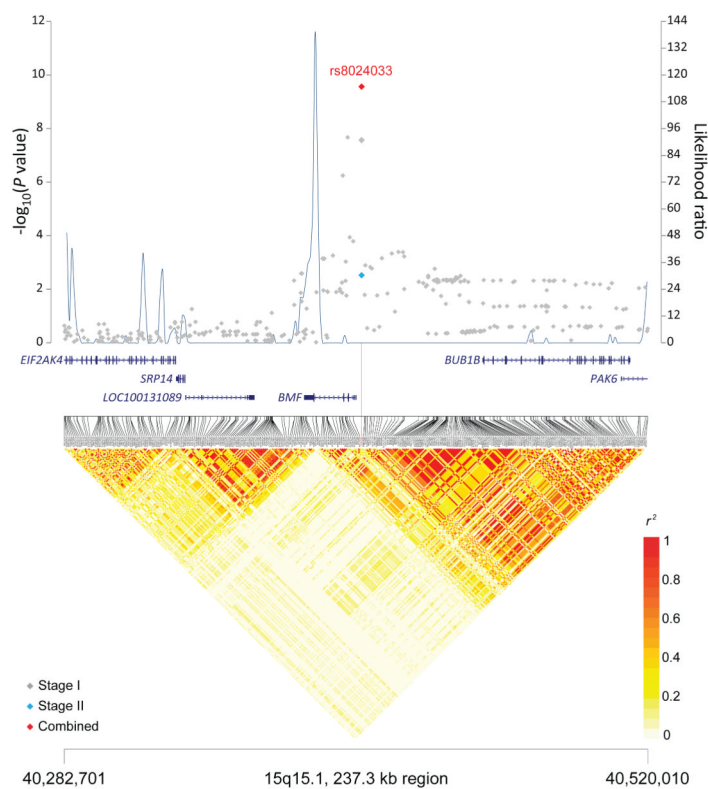 12
10
8
6
4
2
0
-log10(P value)
rs8024033
144
132
120
108
96
84
72
60
48
36
24
12
0
Likelihood ratio
EIF2AK4
BUB1B
SRP14
PAK6
LOC100131089
BMF
r²
1
0.8
0.6
0.4
0.2
0
Stage I
Stage II
Combined
40,282,701 15q15.1, 237.3 kb region 40,520,010